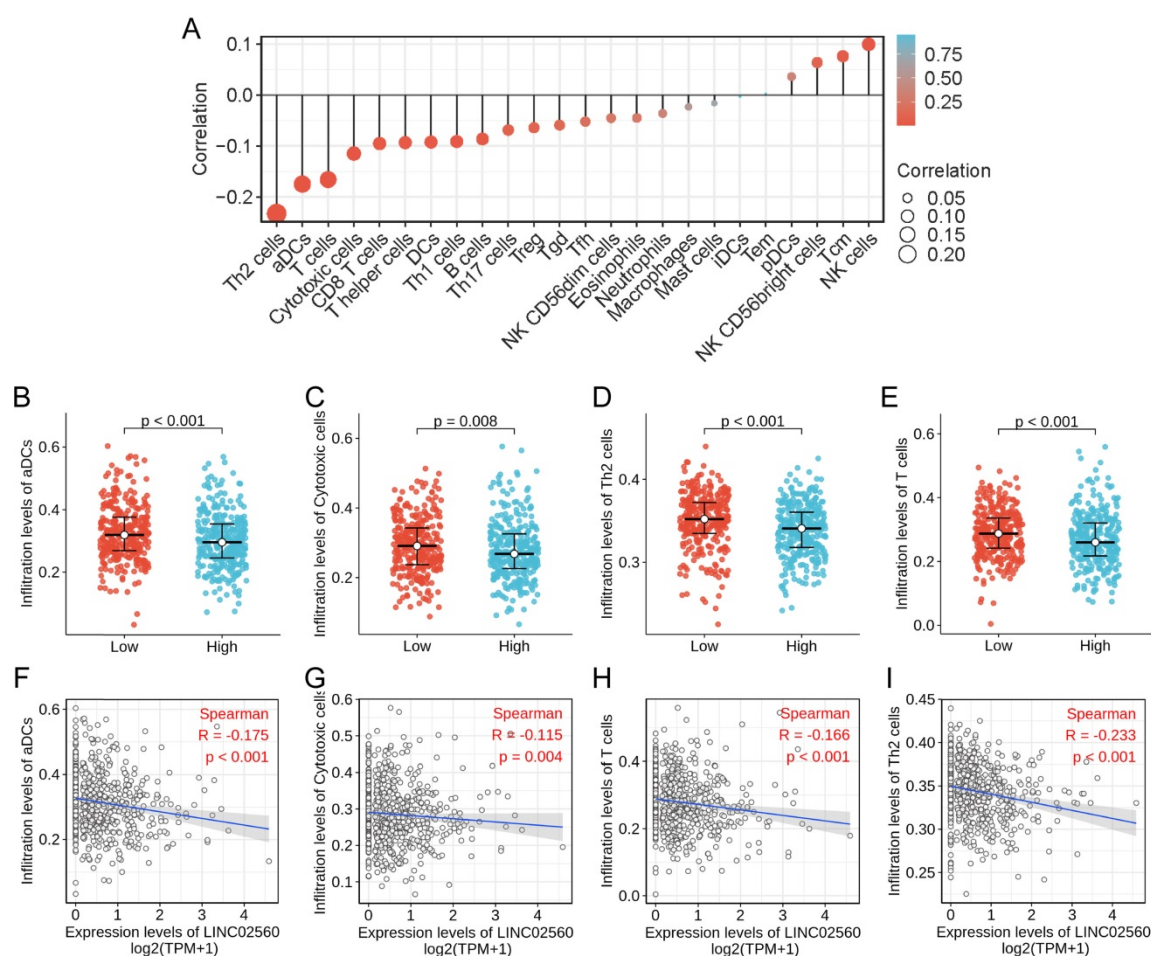 A
Correlation
0.1
0.0
−0.1
−0.2
Th2 cells
aDCs
T cells
Cytotoxic cells
CD8 T cells
T helper cells
DCs
Th1 cells
B cells
Th17 cells
Treg
Tgd
Tfh
NK CD56dim cells
Eosinophils
Neutrophils
Macrophages
Mast cells
iDCs
Tem
pDCs
NK CD56bright cells
Tcm
NK cells
0.75
0.50
0.25
Correlation
0.05
0.10
0.15
0.20
B
Infiltration levels of aDCs
p < 0.001
0.6
0.4
0.2
Low
High
C
Infiltration levels of Cytotoxic cells
p = 0.008
0.6
0.4
0.2
0.0
Low
High
D
Infiltration levels of Th2 cells
p < 0.001
0.4
0.3
Low
High
E
Infiltration levels of T cells
p < 0.001
0.6
0.4
0.2
0.0
Low
High
F
Infiltration levels of aDCs
Spearman
R = -0.175
p < 0.001
0.6
0.4
0.2
0
1
2
3
4
Expression levels of LINC02560
log2(TPM+1)
G
Infiltration levels of Cytotoxic cells
Spearman
R = -0.115
p = 0.004
0.6
0.5
0.4
0.3
0.2
0.1
0
1
2
3
4
Expression levels of LINC02560
log2(TPM+1)
H
Infiltration levels of T cells
Spearman
R = -0.166
p < 0.001
0.4
0.2
0.0
0
1
2
3
4
Expression levels of LINC02560
log2(TPM+1)
I
Infiltration levels of Th2 cells
Spearman
R = -0.233
p < 0.001
0.45
0.40
0.35
0.30
0.25
0
1
2
3
4
Expression levels of LINC02560
log2(TPM+1)